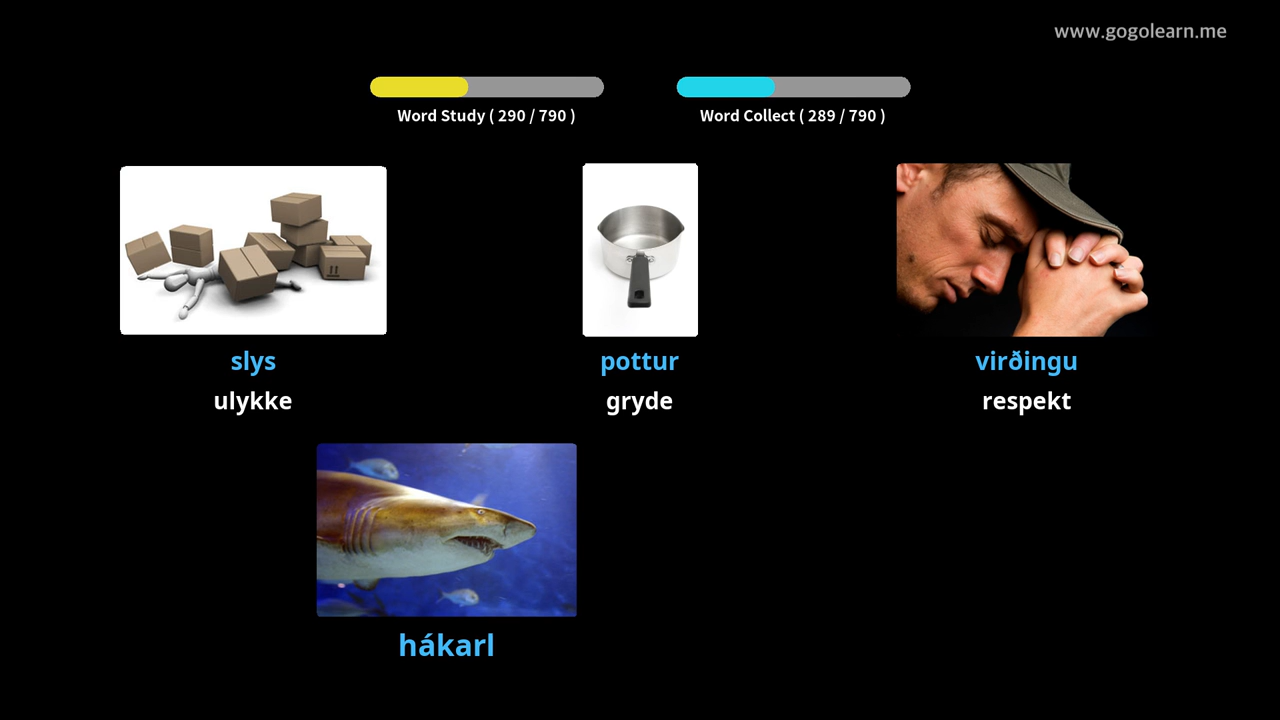 www.gogolearn.me
Word Study ( 290 / 790 )
Word Collect ( 289 / 790 )
slys
pottur
virðingu
ulykke
gryde
respekt
hákarl